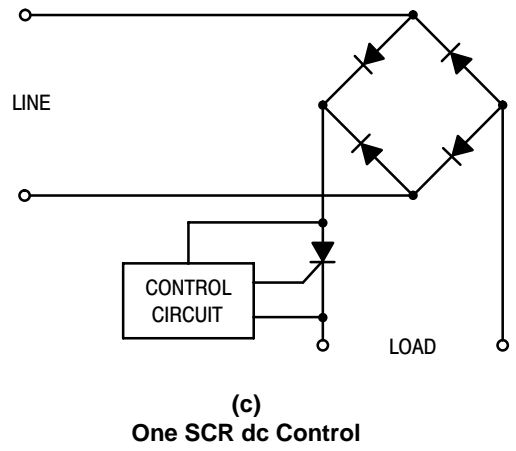 LINE
CONTROL
CIRCUIT
LOAD
(c)
One SCR dc Control